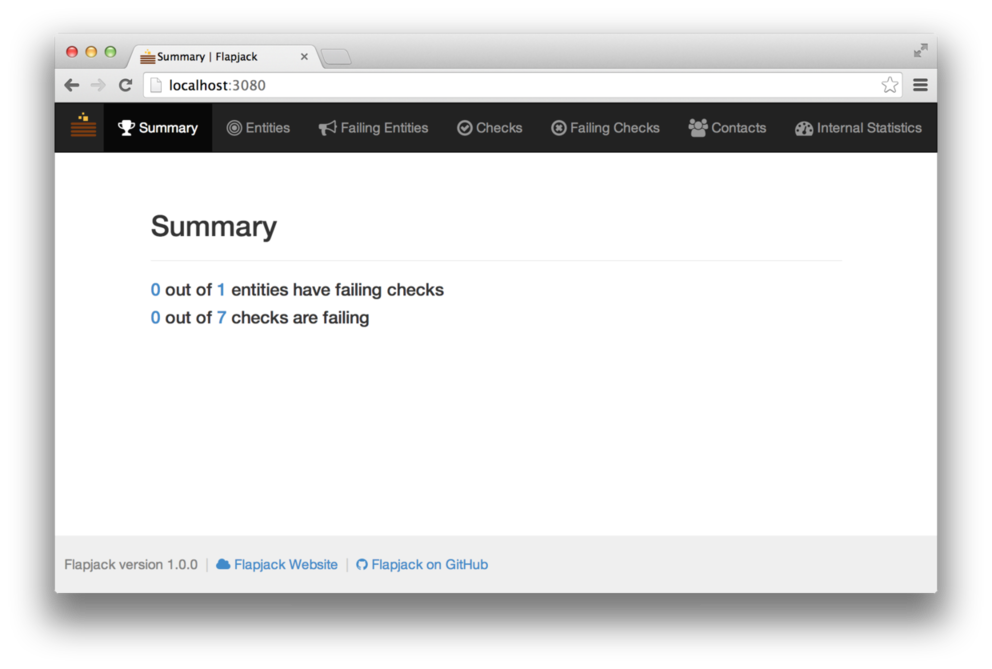 Summary | Flapjack
localhost:3080
Summary Entities Failing Entities Checks Failing Checks Contacts Internal Statistics
Summary
0 out of 1 entities have failing checks
0 out of 7 checks are failing
Flapjack version 1.0.0 | Flapjack Website | Flapjack on GitHub